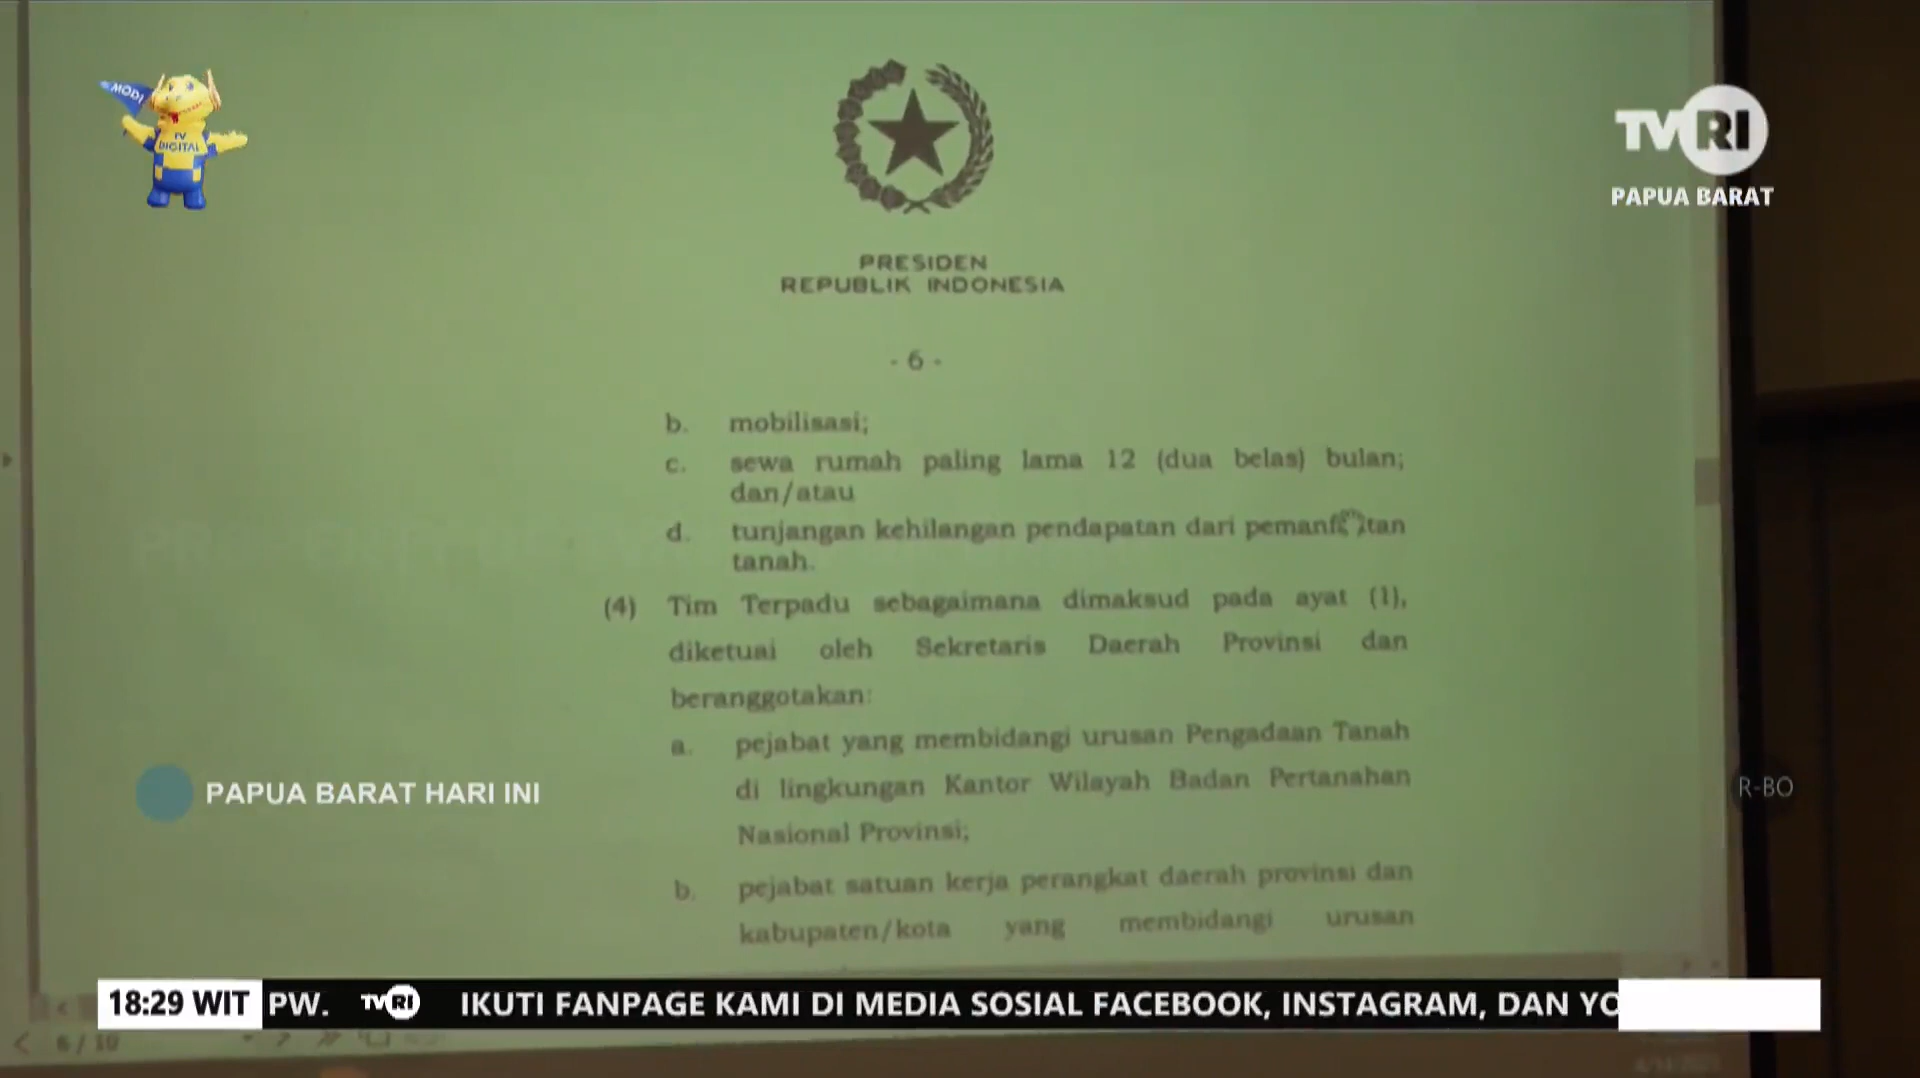 MODI
TV
DIGITAL
TVRI
PAPUA BARAT
PRESIDEN
REPUBLIK INDONESIA
- 6 -
b. mobilisasi;
c. sewa rumah paling lama 12 (dua belas) bulan;
dan/atau
d. tunjangan kehilangan pendapatan dari
tanah.
(4) Tim Terpadu sebagaimana dimaksud pada ayat (1),
diketuai oleh Sekretaris Daerah Provinsi dan
beranggotakan:
a. pejabat yang membidangi urusan Pengadaan Tanah
di lingkungan Kantor Wilayah Badan Pertanahan
Nasional Provinsi;
b. pejabat satuan kerja perangkat daerah provinsi dan
kabupaten/kota yang membidangi urusan
PAPUA BARAT HARI INI
R-BO
18:29 WIT PW. TVRI IKUTI FANPAGE KAMI DI MEDIA SOSIAL FACEBOOK, INSTAGRAM, DAN YO
6 / 10